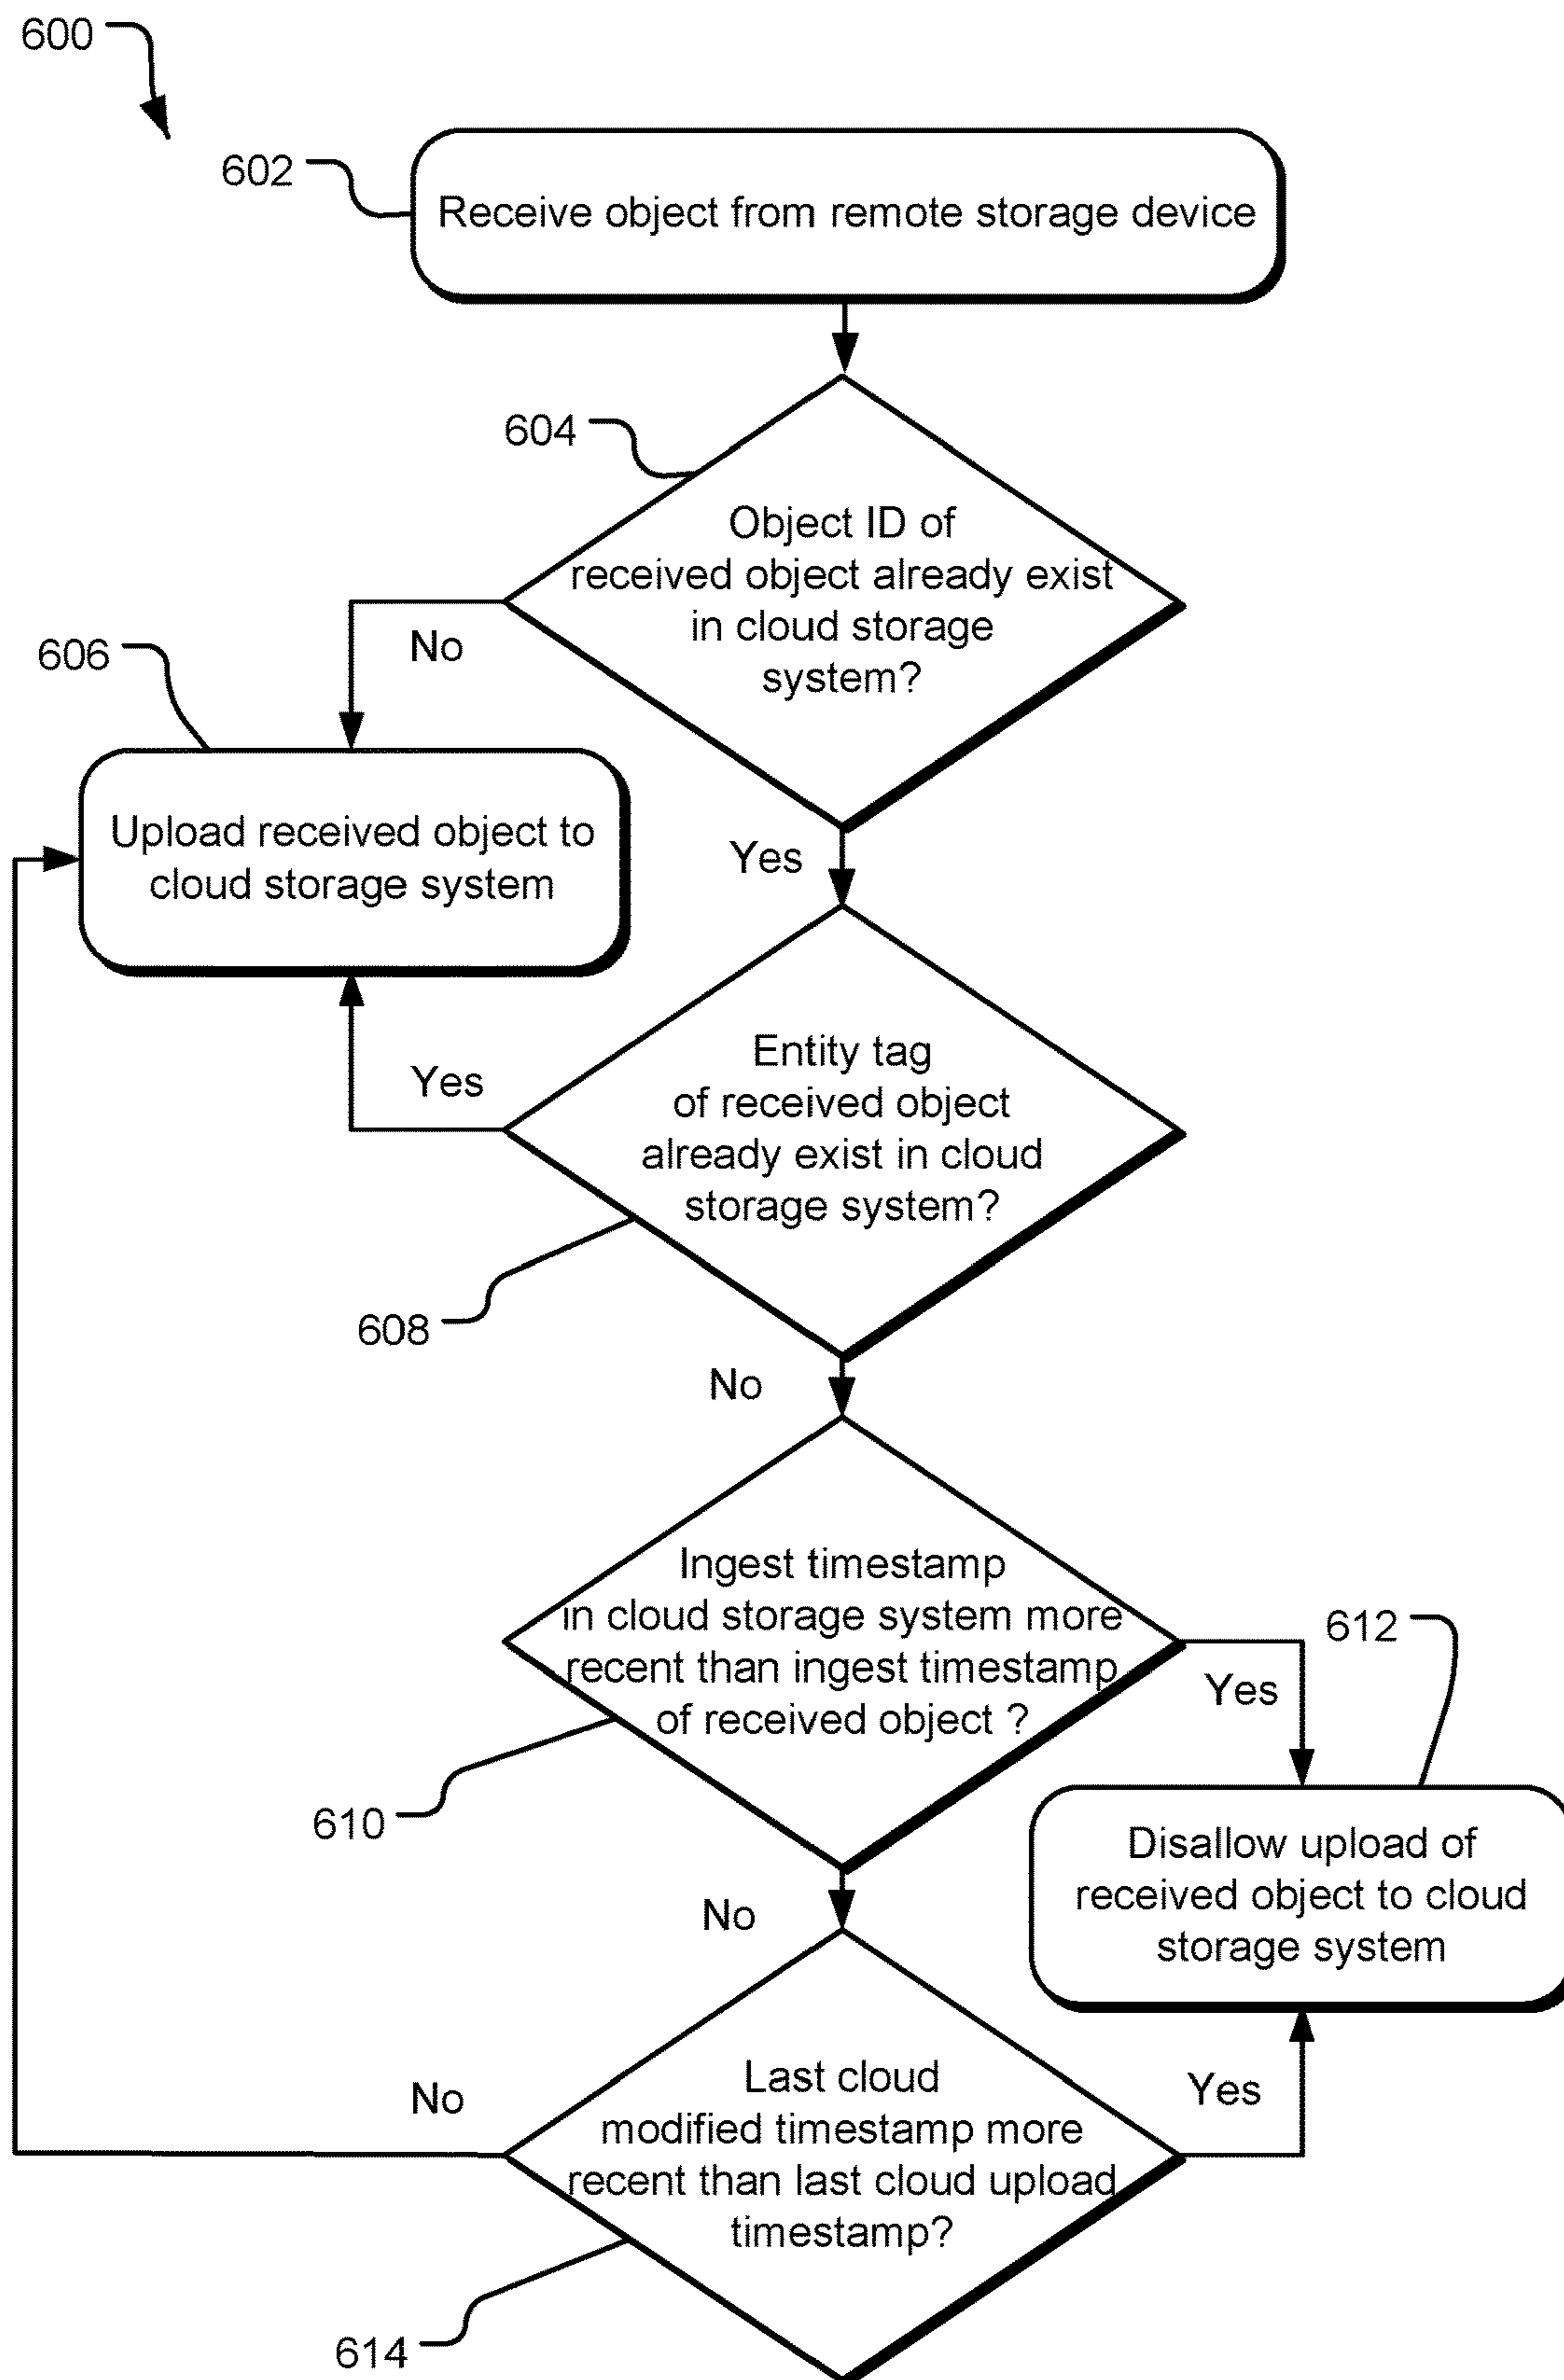 600
602
Receive object from remote storage device
604
Object ID of
received object already exist
in cloud storage
system?
No
606
Upload received object to
cloud storage system
Yes
Entity tag
of received object
already exist in cloud
storage system?
Yes
608
No
Ingest timestamp
in cloud storage system more
recent than ingest timestamp
of received object ?
612
Yes
610
Disallow upload of
received object to cloud
storage system
No
Last cloud
modified timestamp more
recent than last cloud upload
timestamp?
No
Yes
614